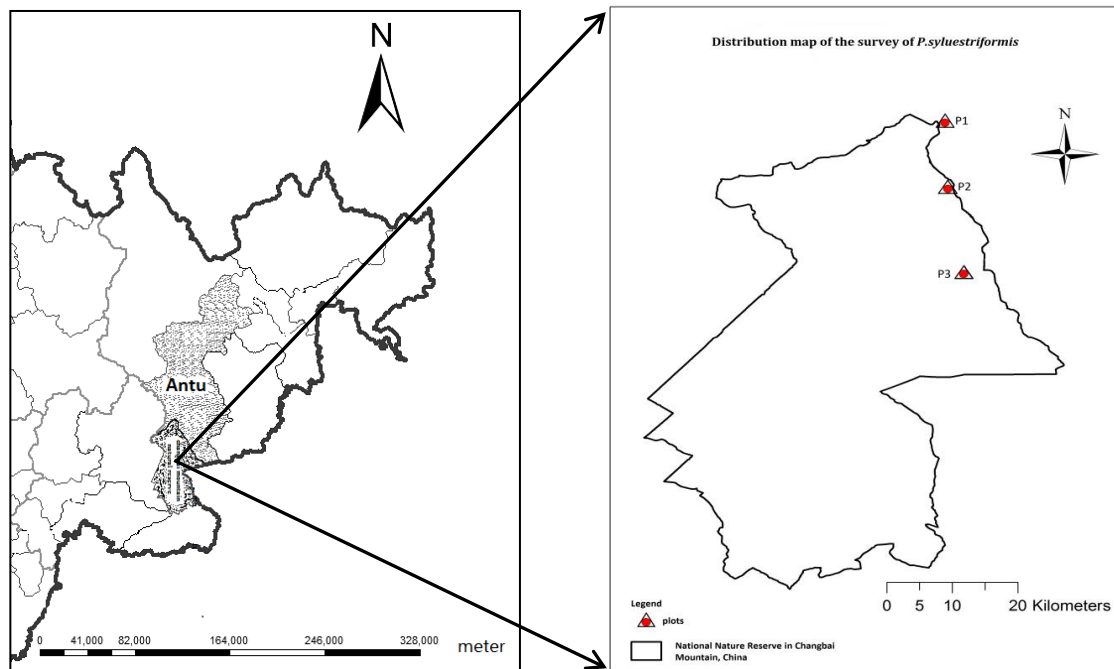 N
Antu
0 41,000 82,000 164,000 246,000 328,000 meter
Distribution map of the survey of P.syluestriformis
N
P1
P2
P3
0 5 10 20 Kilometers
Legend
plots
National Nature Reserve in Changbai
Mountain, China